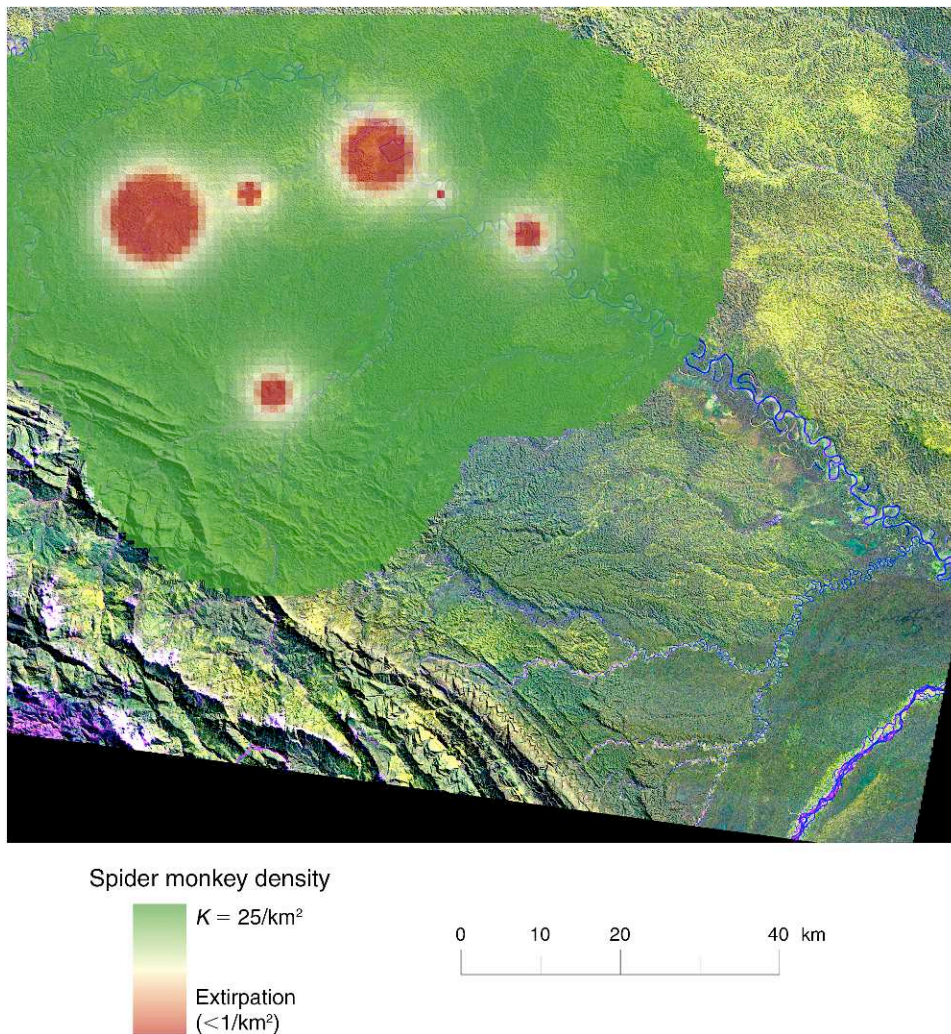 Spider monkey density
K = 25/km²
Extirpation
(<1/km²)
0 10 20 40 km